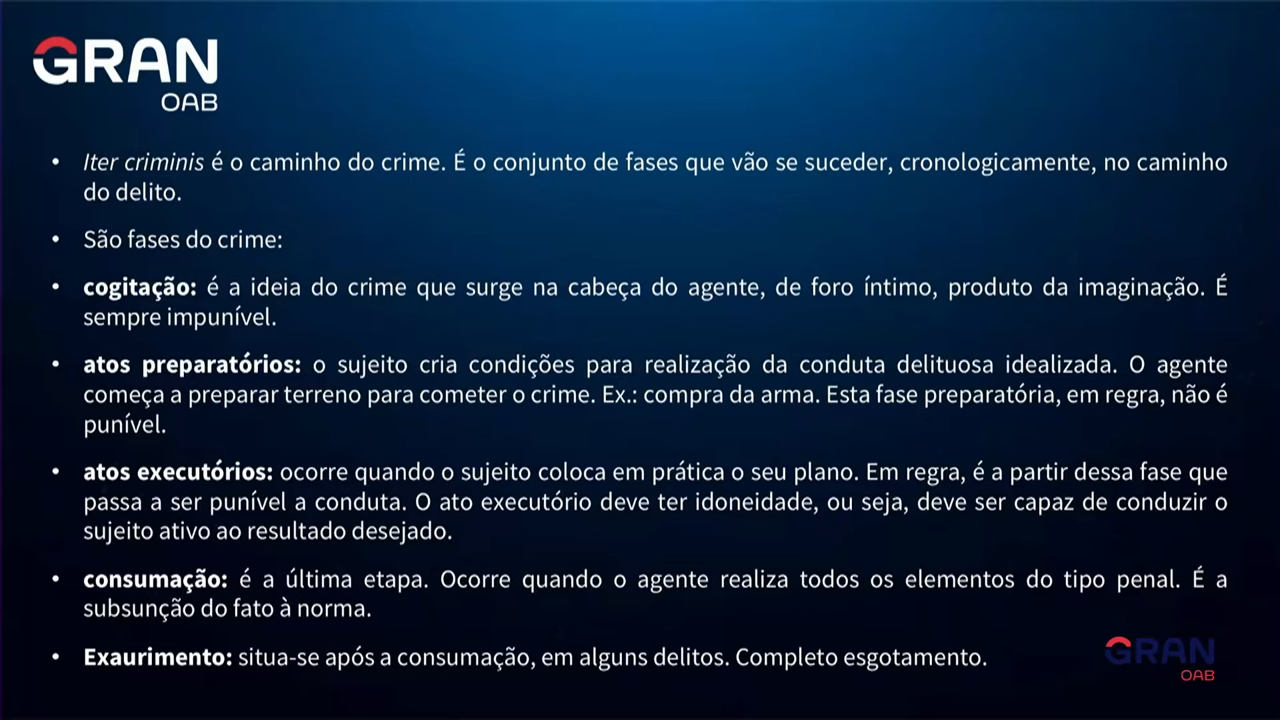 GRAN
OAB
• Iter criminis é o caminho do crime. É o conjunto de fases que vão se suceder, cronologicamente, no caminho
do delito.
• São fases do crime:
• cogitação: é a ideia do crime que surge na cabeça do agente, de foro íntimo, produto da imaginação. É
sempre impunível.
• atos preparatórios: o sujeito cria condições para realização da conduta delituosa idealizada. O agente
começa a preparar terreno para cometer o crime. Ex.: compra da arma. Esta fase preparatória, em regra, não é
punível.
• atos executórios: ocorre quando o sujeito coloca em prática o seu plano. Em regra, é a partir dessa fase que
passa a ser punível a conduta. O ato executório deve ter idoneidade, ou seja, deve ser capaz de conduzir o
sujeito ativo ao resultado desejado.
• consumação: é a última etapa. Ocorre quando o agente realiza todos os elementos do tipo penal. É a
subsunção do fato à norma.
• Exaurimento: situa-se após a consumação, em alguns delitos. Completo esgotamento.
GRAN
OAB